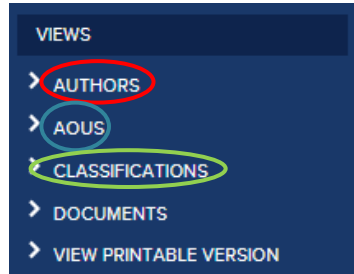 VIEWS
AUTHORS
AOUS
CLASSIFICATIONS
DOCUMENTS
VIEW PRINTABLE VERSION